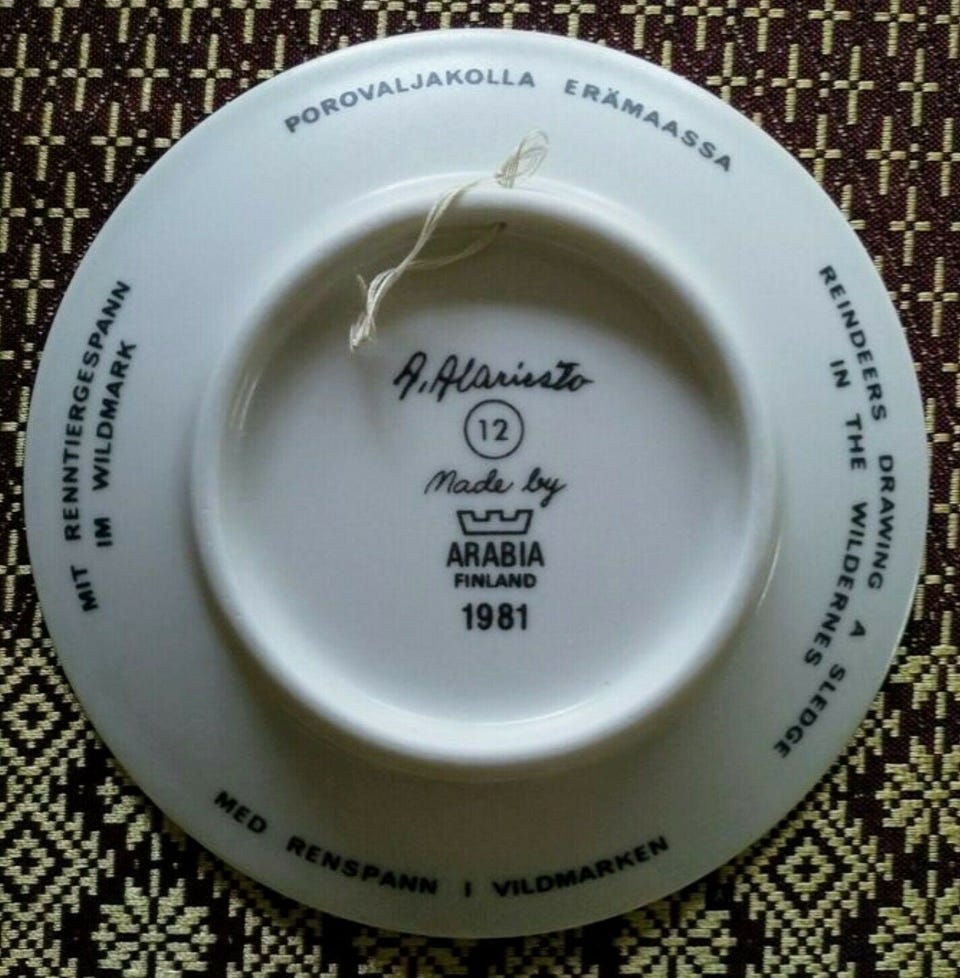 POROVALJAKOLLA ERÄMAASSA
REINDEERS DRAWING A SLEDGE
IN THE WILDERNES
MED RENSPANN I VILDMARKEN
MIT RENNTIERGESPANN
IM WILDMARK
A. Alariesto
12
Made by
ARABIA
FINLAND
1981